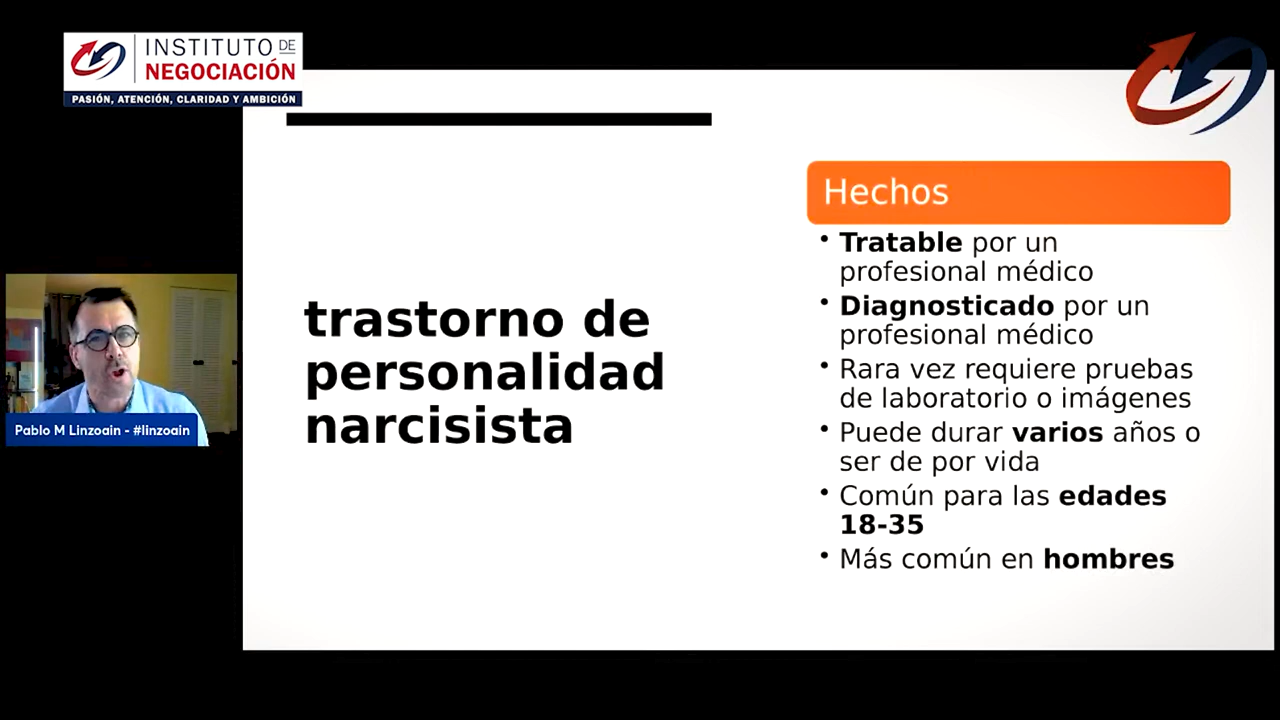 INSTITUTO DE
NEGOCIACIÓN
PASIÓN, ATENCIÓN, CLARIDAD Y AMBICIÓN
trastorno de
personalidad
narcisista
Hechos
• Tratable por un
profesional médico
• Diagnosticado por un
profesional médico
• Rara vez requiere pruebas
de laboratorio o imágenes
• Puede durar varios años o
ser de por vida
• Común para las edades
18-35
• Más común en hombres
Pablo M Linzoain - #linzoain